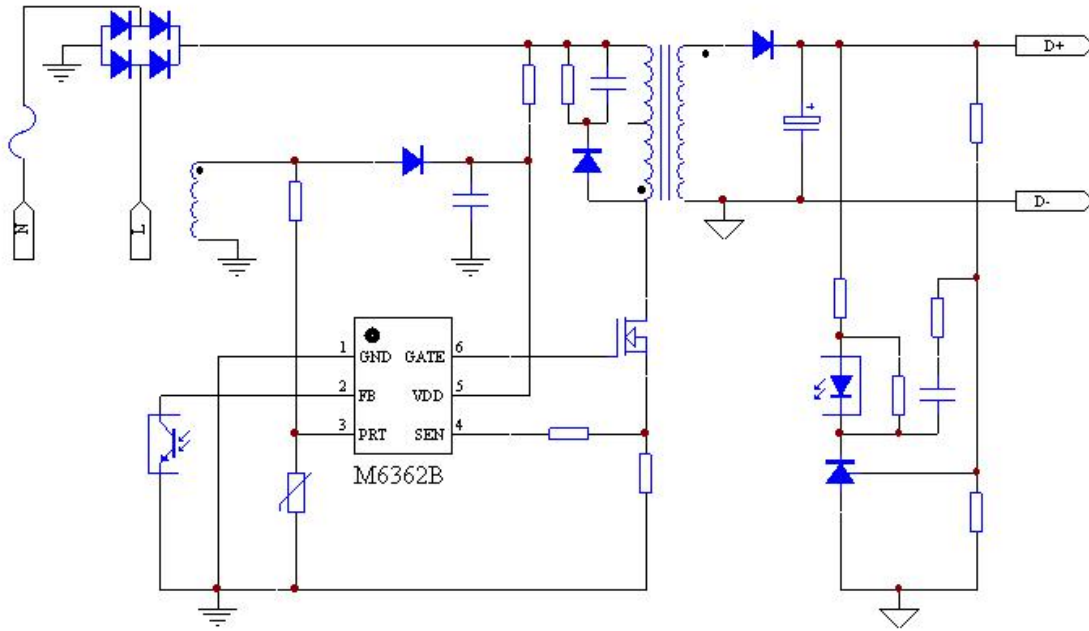 D+
D-
N
L
+
1 GND GATE 6
2 FB VDD 5
3 PRT SEN 4
M6362B